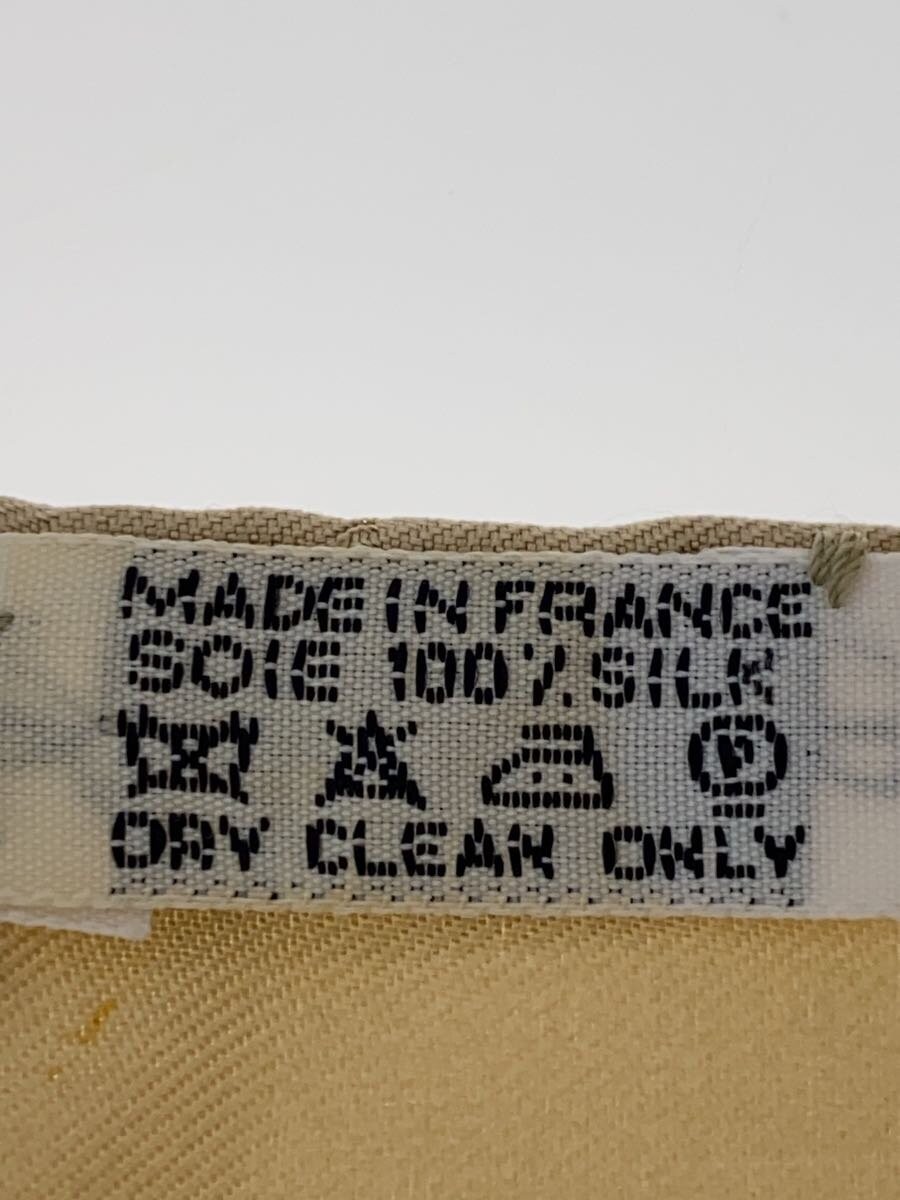 MADE IN FRANCE
SOIE 100% SILK
DRY CLEAN ONLY